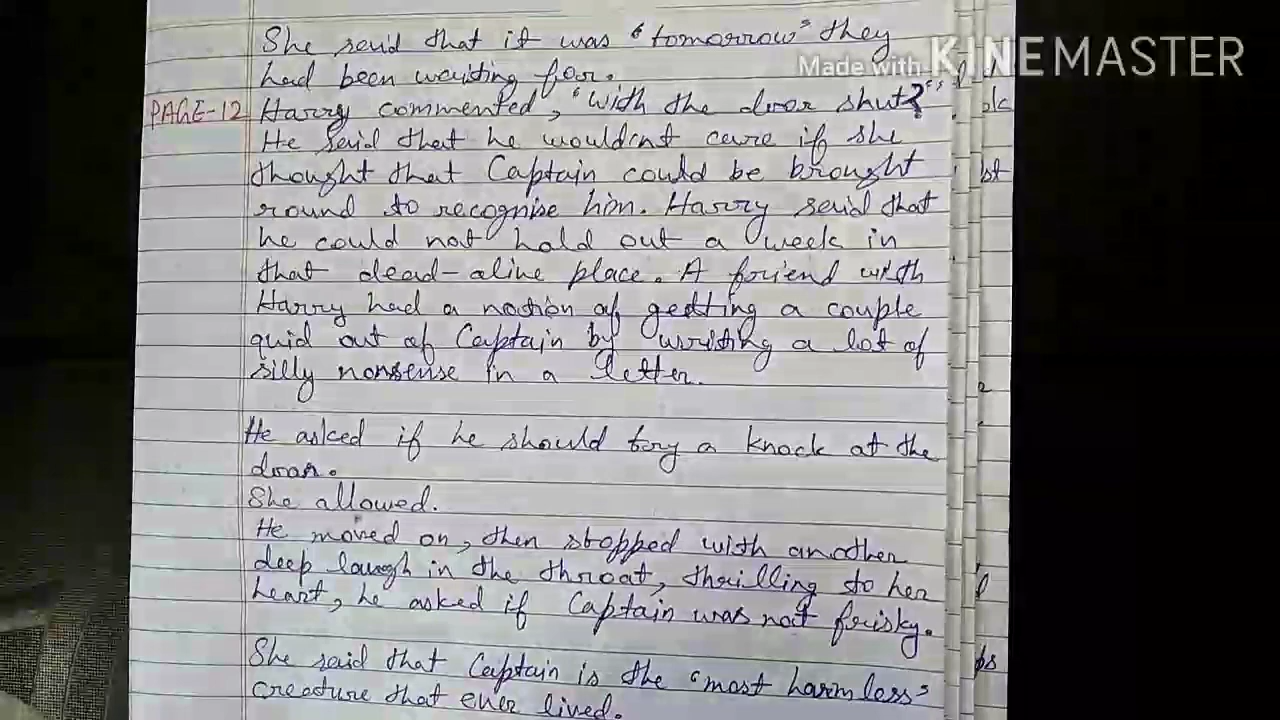 She said that it was "tomorrow" they
had been waiting for.
Made with KINEMASTER
PAGE-12 Harry commented, "with the door shut?"
He said that he wouldnt care if she
thought that Captain could be brought
round to recognise him. Harry said that
he could not hold out a week in
that dead-alive place. A friend with
Harry had a notion of getting a couple
quid out of Captain by writing a lot of
silly nonsense in a letter.
He asked if he should try a knock at the
door.
She allowed.
He moved on, then stopped with another
deep laugh in the throat, thrilling to her
heart, he asked if Captain was not frisky.
She said that Captain is the "most harmless"
creature that ever lived.